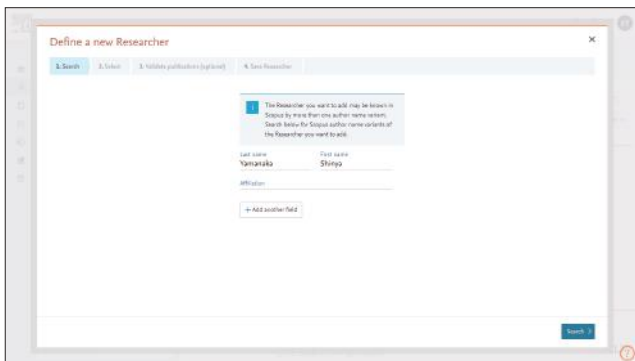 Define a new Researcher
1. Search 2. Select 3. Validate publications (optional) 4. Save Researcher
The Researcher you want to add may be known in
Scopus by more than one author name variant.
Search below for Scopus author name variants of
the Researcher you want to add.
Last name First name
Yamanaka Shinya
Affiliation
+ Add another field
Search >